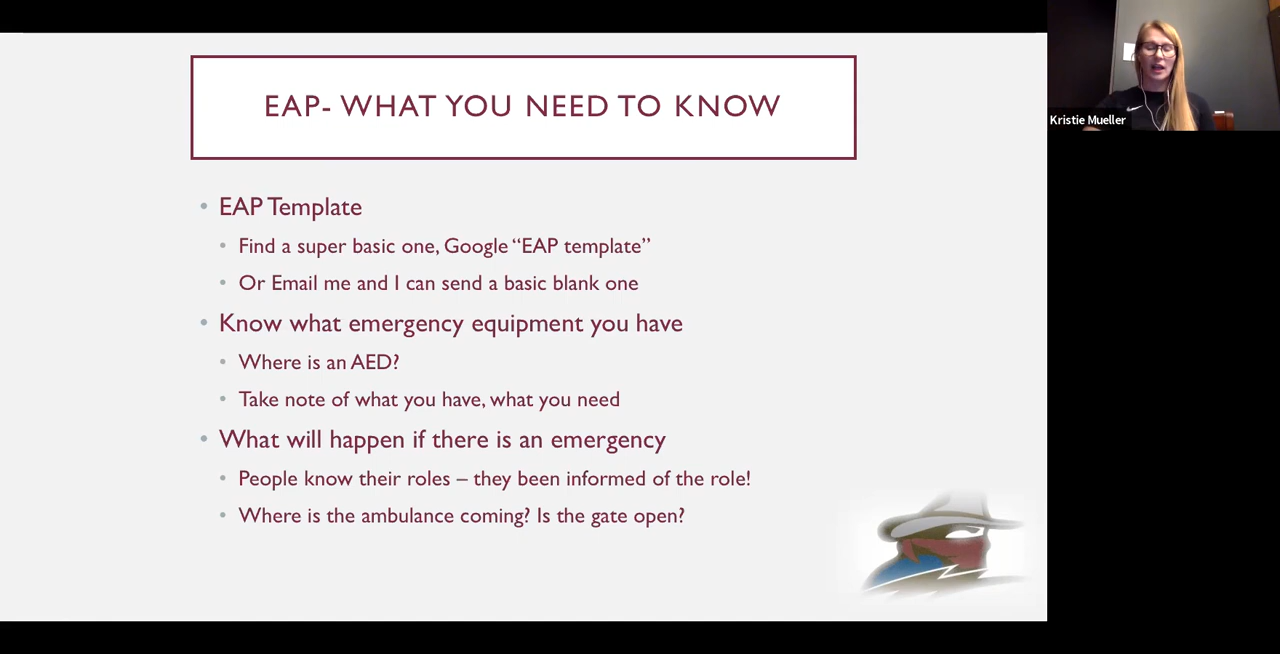 EAP- WHAT YOU NEED TO KNOW
Kristie Mueller
• EAP Template
• Find a super basic one, Google “EAP template”
• Or Email me and I can send a basic blank one
• Know what emergency equipment you have
• Where is an AED?
• Take note of what you have, what you need
• What will happen if there is an emergency
• People know their roles – they been informed of the role!
• Where is the ambulance coming? Is the gate open?